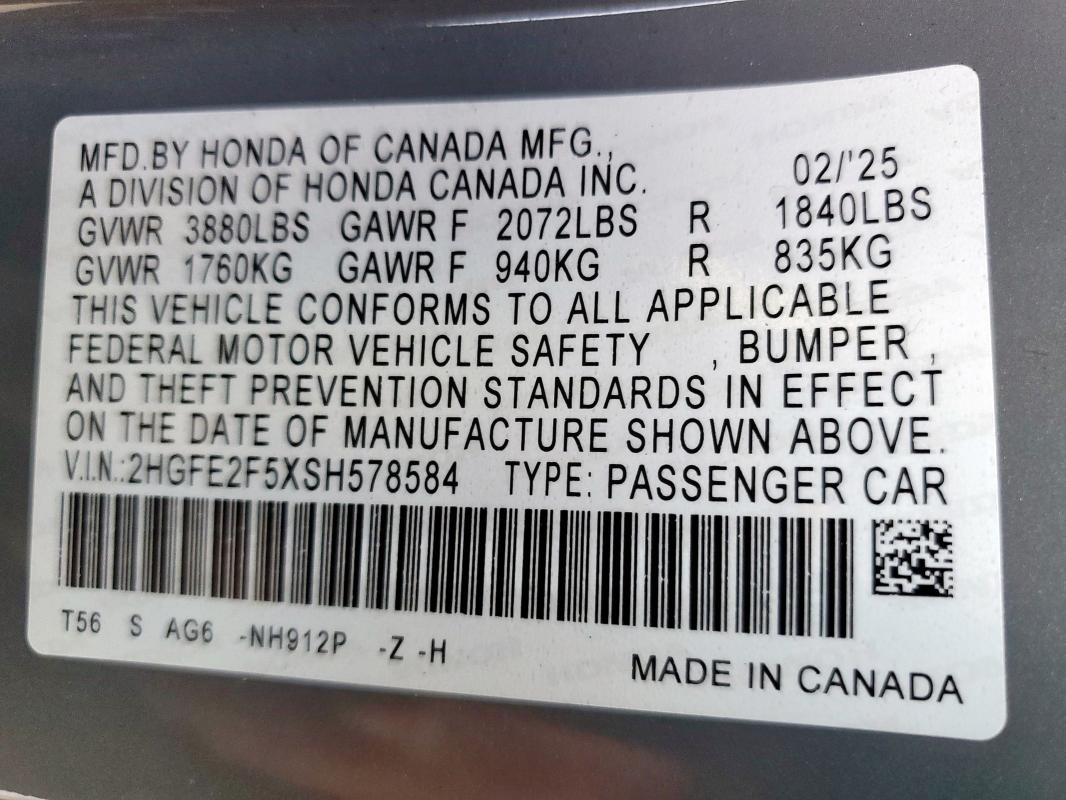 MFD.BY HONDA OF CANADA MFG.,
A DIVISION OF HONDA CANADA INC. 02/'25
GVWR 3880LBS GAWR F 2072LBS R 1840LBS
GVWR 1760KG GAWR F 940KG R 835KG
THIS VEHICLE CONFORMS TO ALL APPLICABLE
FEDERAL MOTOR VEHICLE SAFETY , BUMPER ,
AND THEFT PREVENTION STANDARDS IN EFFECT
ON THE DATE OF MANUFACTURE SHOWN ABOVE.
V.I.N.:2HGFE2F5XSH578584 TYPE: PASSENGER CAR
T56 S AG6 -NH912P -Z -H
MADE IN CANADA